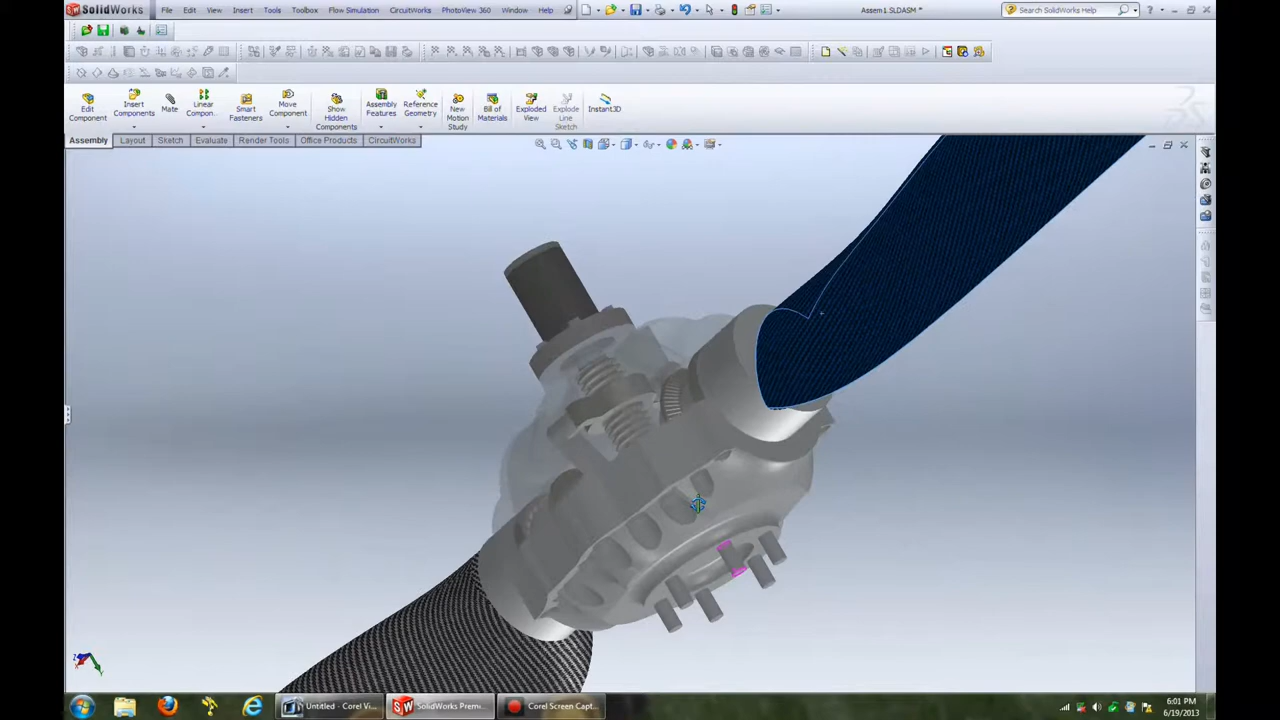 SolidWorks File Edit View Insert Tools Toolbox Flow Simulation CircuitWorks PhotoView 360 Window Help Assem1.SLDASM Search SolidWorks Help
Edit Component
Insert Components
Mate
Linear Compon...
Smart Fasteners
Move Component
Show Hidden Components
Assembly Features
Reference Geometry
New Motion Study
Bill of Materials
Exploded View
Explode Line Sketch
Instant3D
Assembly Layout Sketch Evaluate Render Tools Office Products CircuitWorks
Untitled - Corel Vi... SolidWorks Premi... Corel Screen Capt...
6:01 PM
6/19/2013